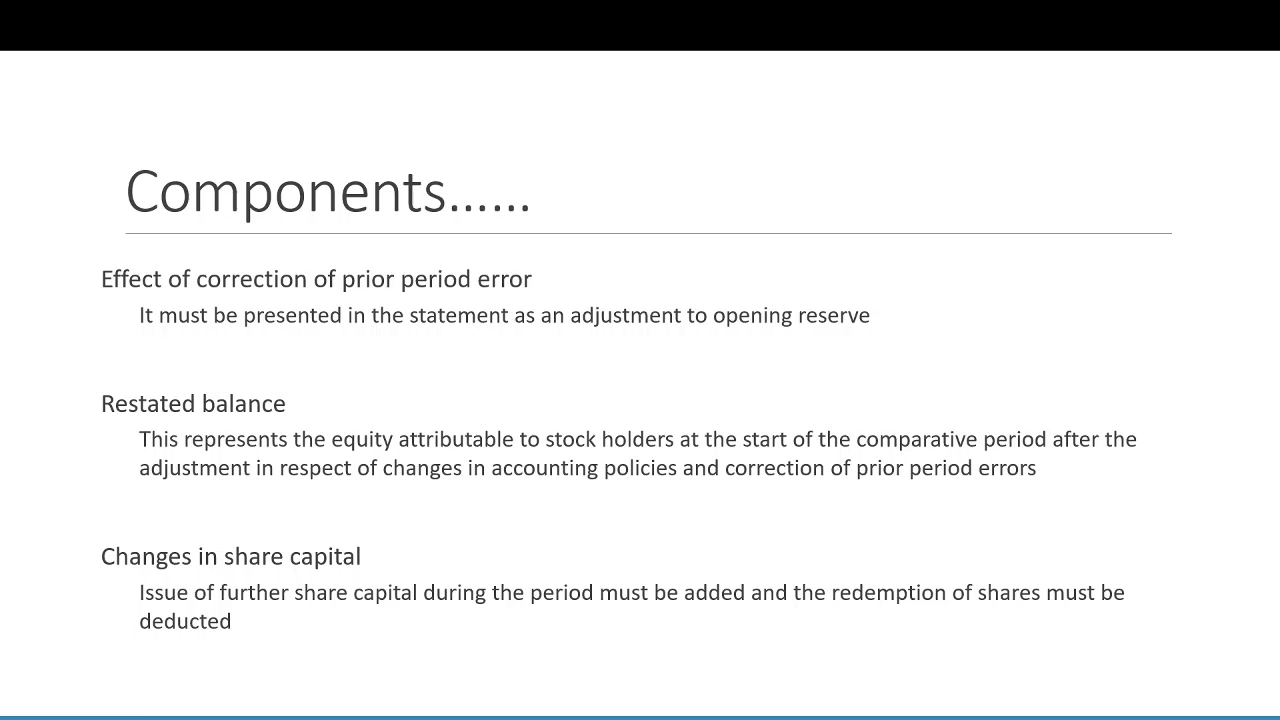 Components......
Effect of correction of prior period error
It must be presented in the statement as an adjustment to opening reserve
Restated balance
This represents the equity attributable to stock holders at the start of the comparative period after the
adjustment in respect of changes in accounting policies and correction of prior period errors
Changes in share capital
Issue of further share capital during the period must be added and the redemption of shares must be
deducted